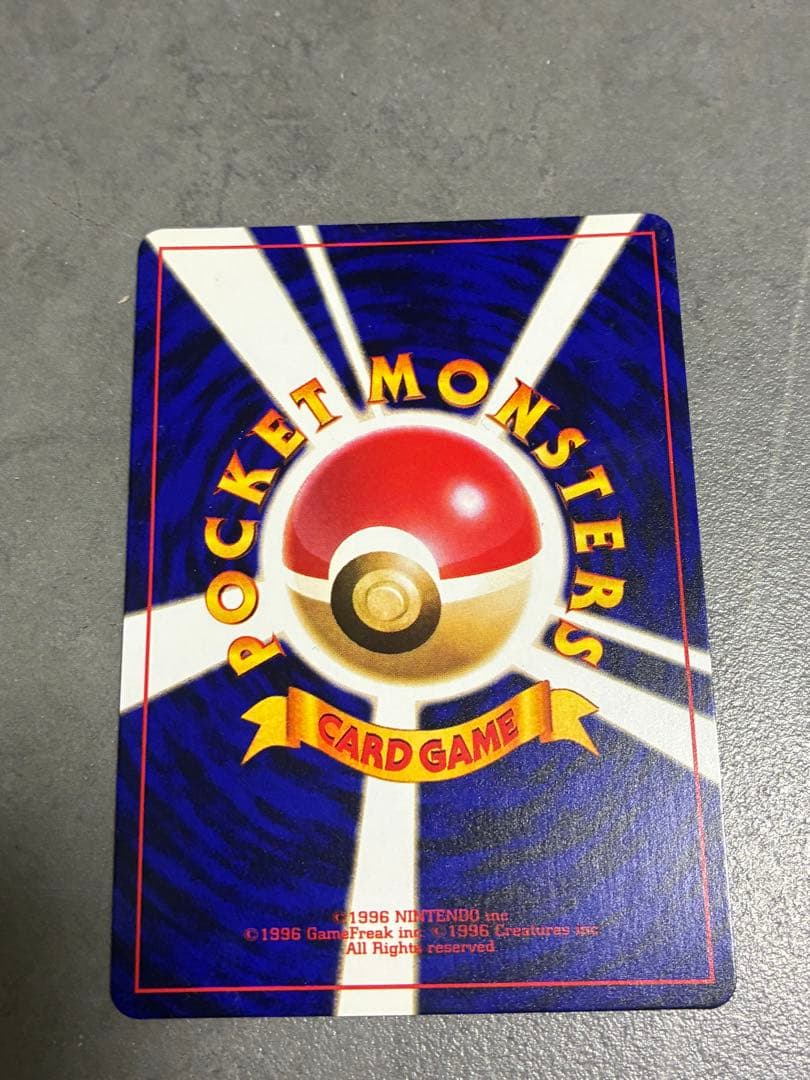 POCKET MONSTERS
CARD GAME
©1996 NINTENDO inc.
©1996 GameFreak inc. ©1996 Creatures inc.
All Rights reserved.